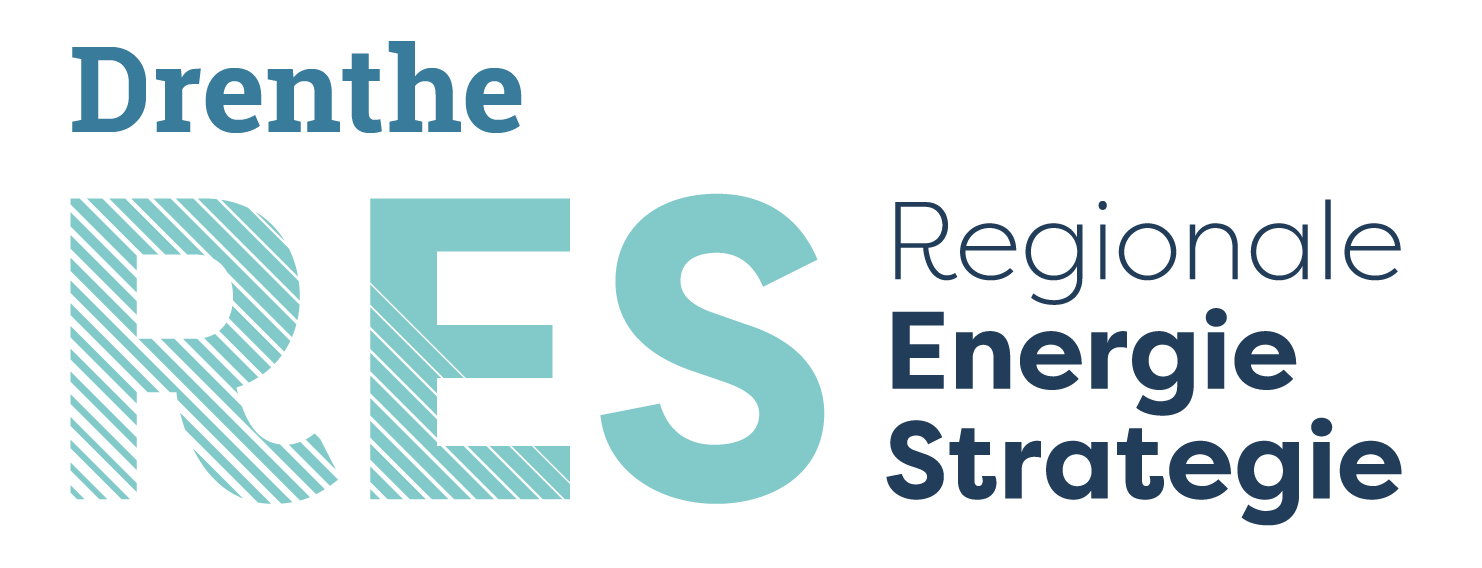 Drenthe
RES
Regionale
Energie
Strategie